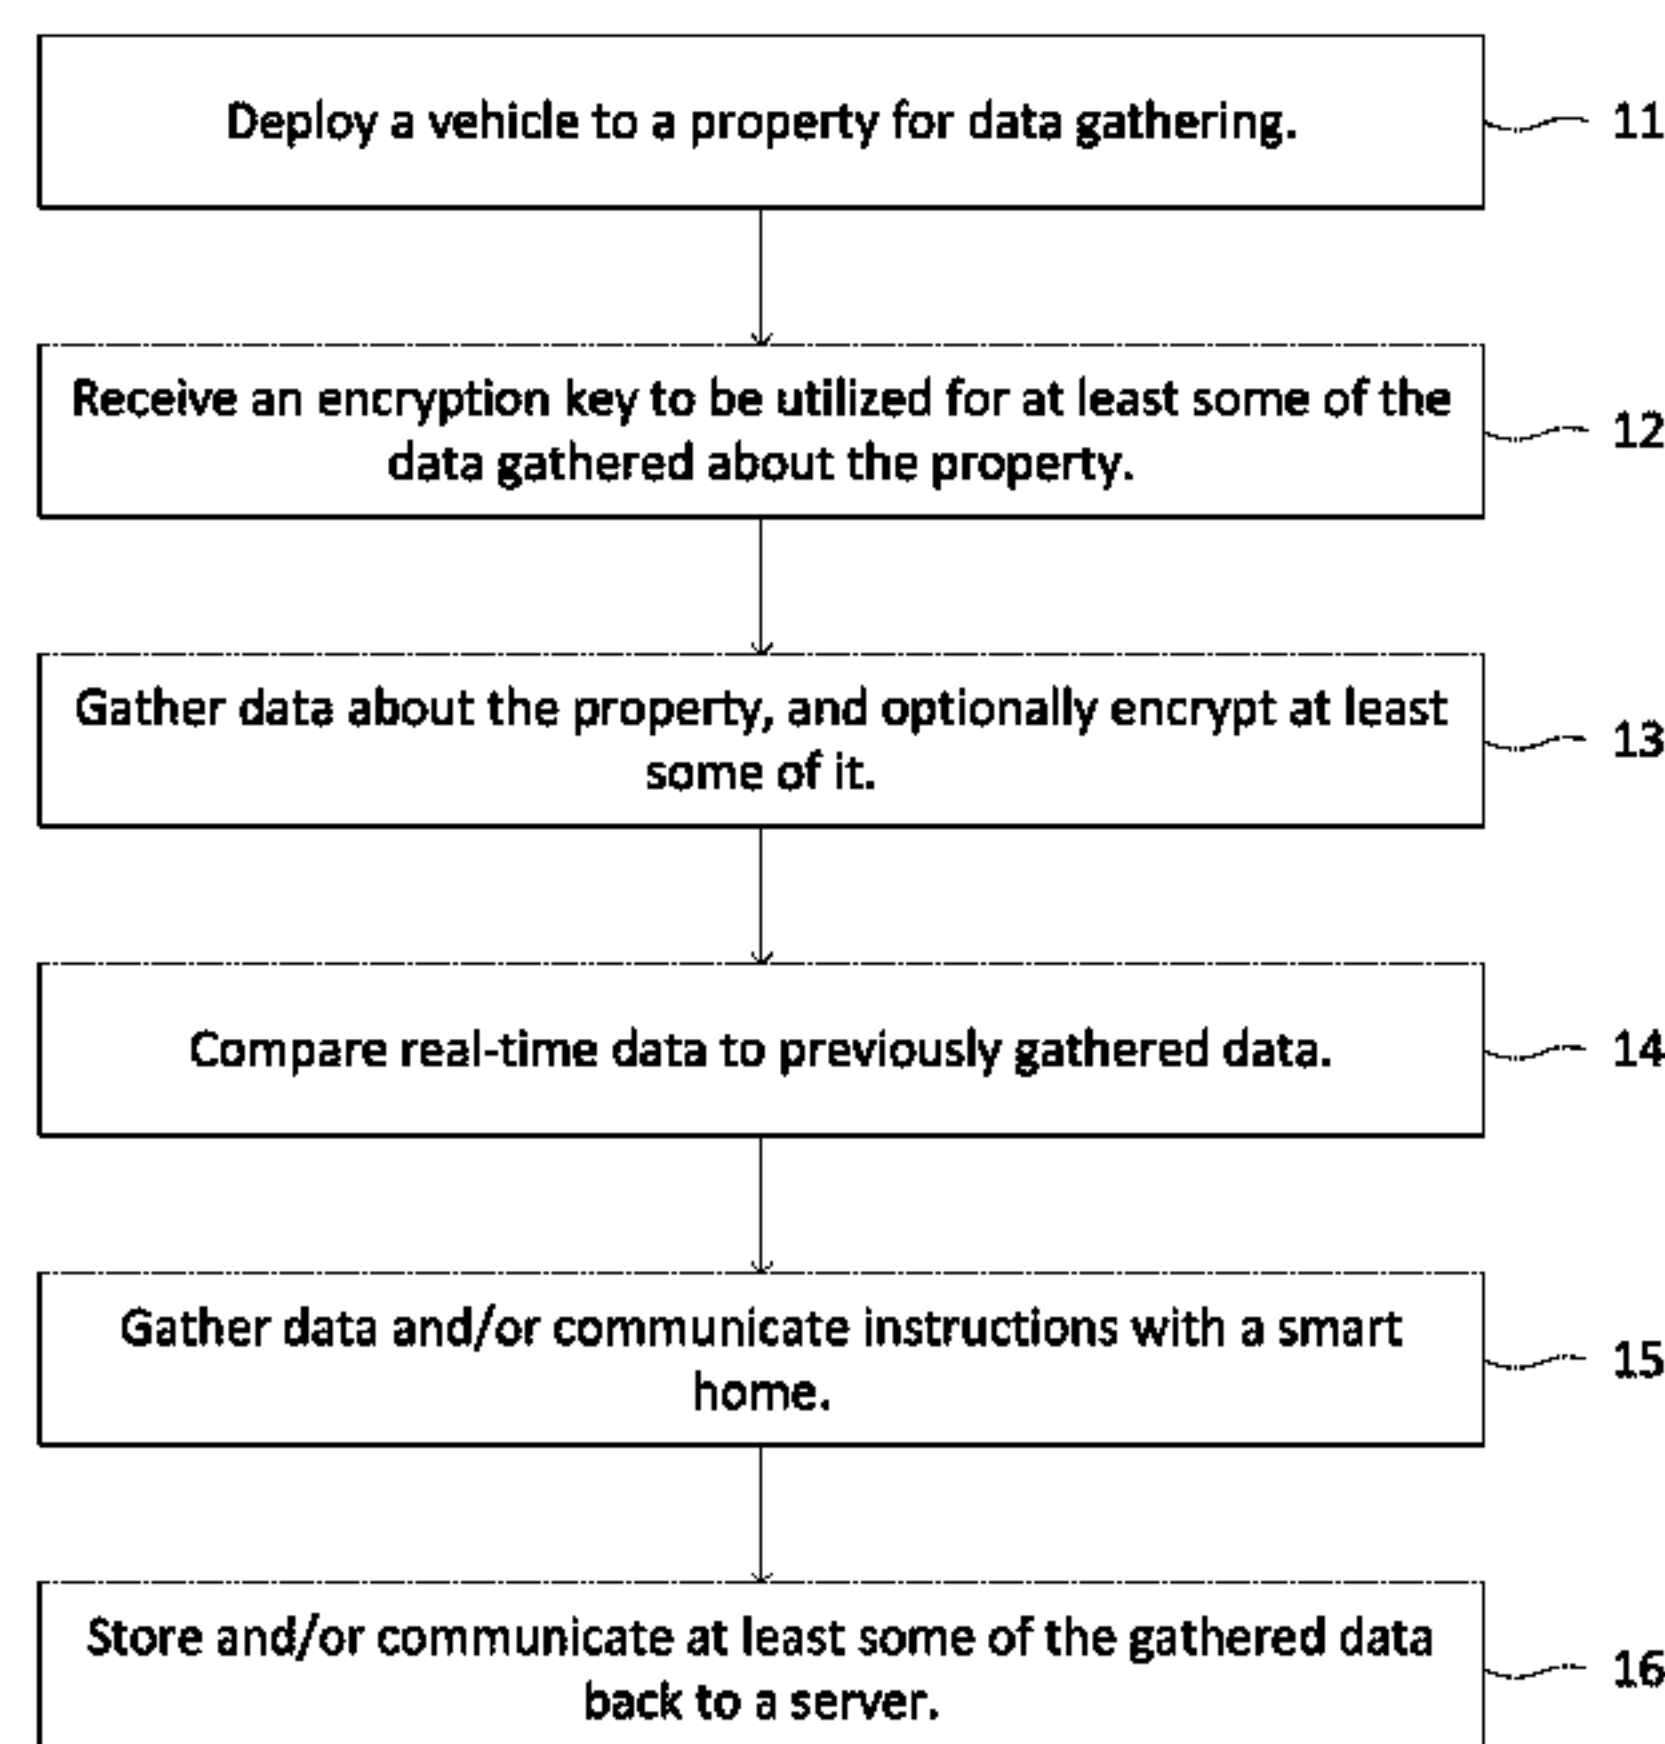 Deploy a vehicle to a property for data gathering.
11
Receive an encryption key to be utilized for at least some of the
data gathered about the property.
12
Gather data about the property, and optionally encrypt at least
some of it.
13
Compare real-time data to previously gathered data.
14
Gather data and/or communicate instructions with a smart
home.
15
Store and/or communicate at least some of the gathered data
back to a server.
16